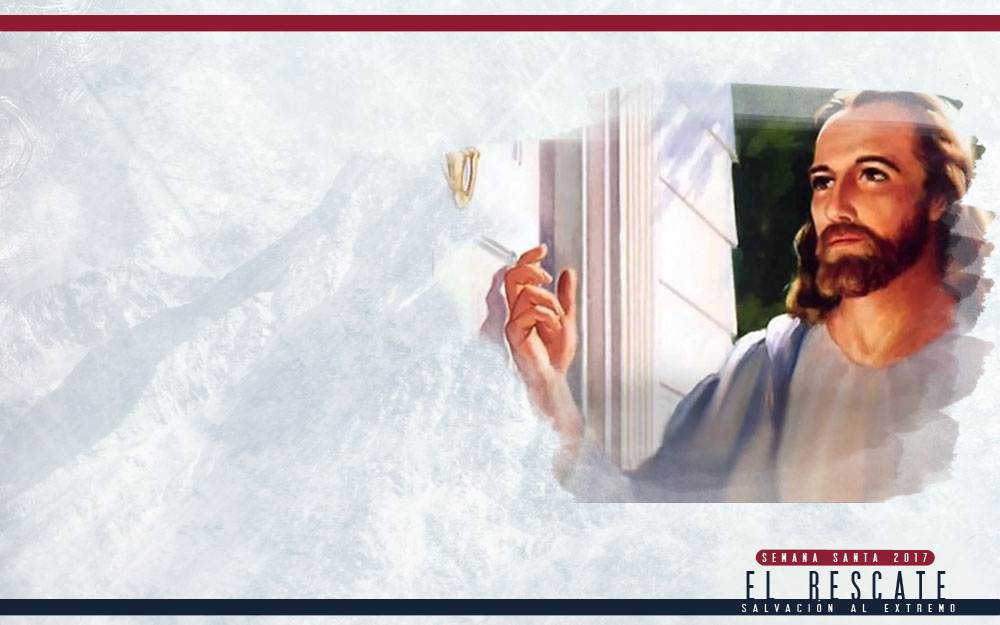 SEMANA SANTA 2017
EL RESCATE
SALVACIÓN AL EXTREMO